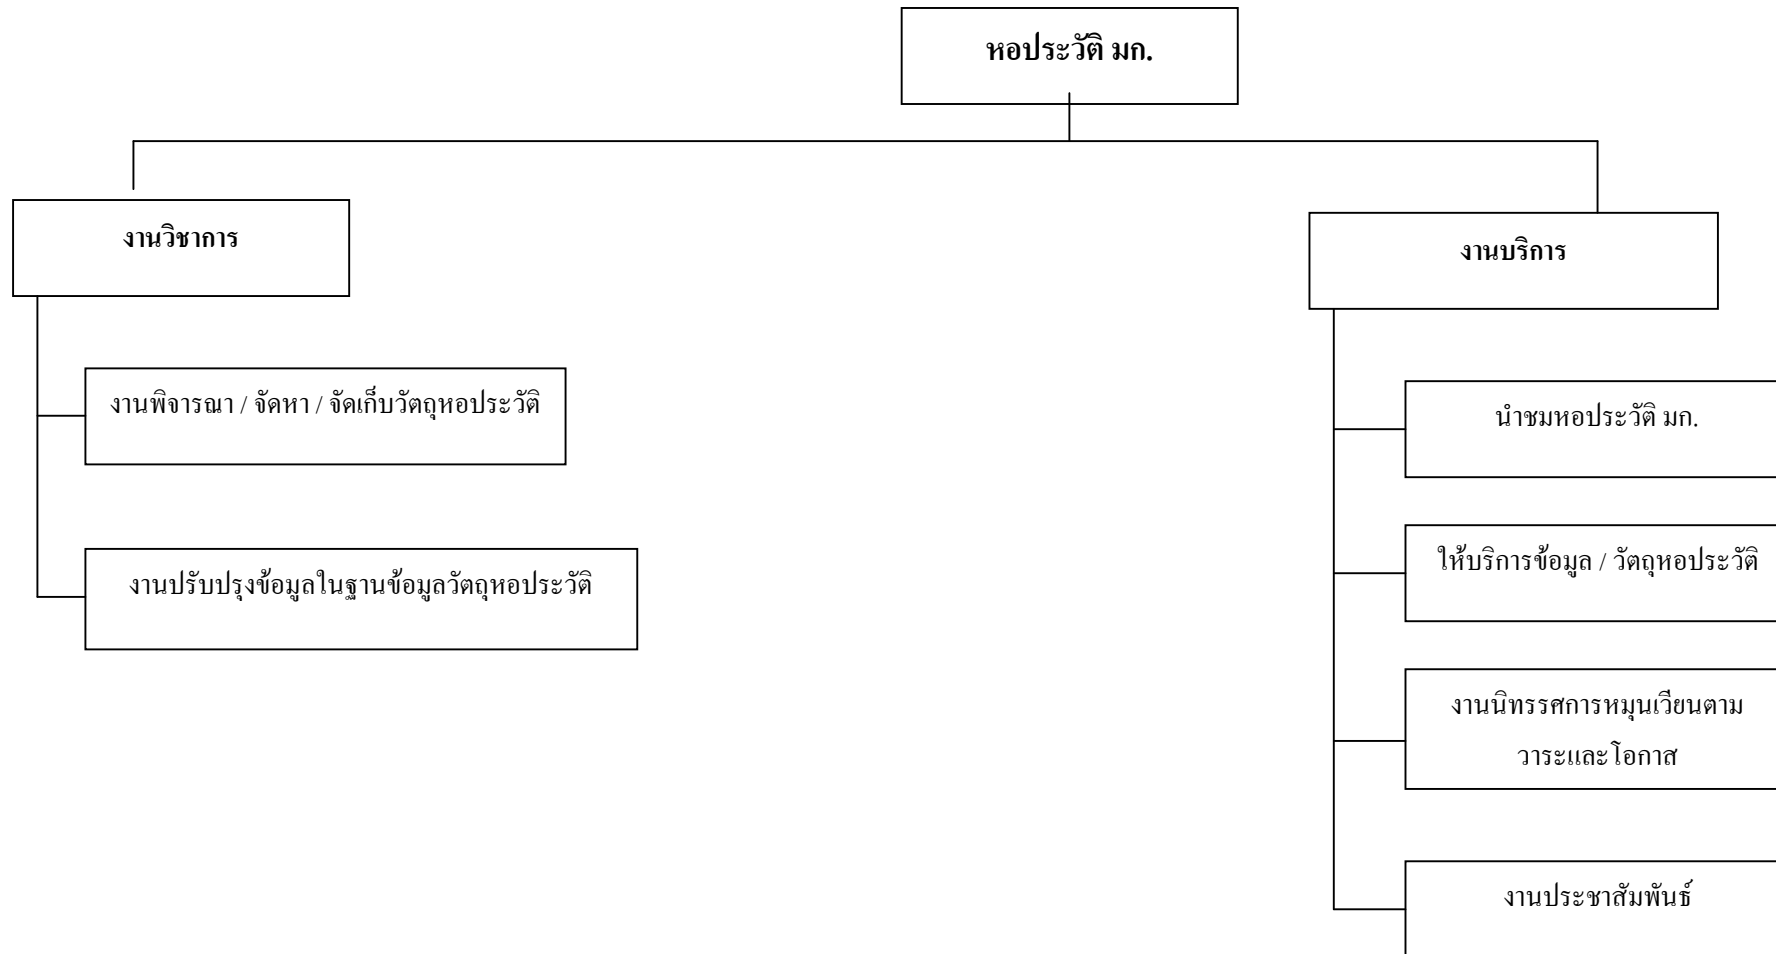 หอประวัติ มก.
งานวิชาการ
งานพิจารณา / จัดหา / จัดเก็บวัตถุหอประวัติ
งานปรับปรุงข้อมูลในฐานข้อมูลวัตถุหอประวัติ
งานบริการ
นำชมหอประวัติ มก.
ให้บริการข้อมูล / วัตถุหอประวัติ
งานนิทรรศการหมุนเวียนตาม
วาระและโอกาส
งานประชาสัมพันธ์